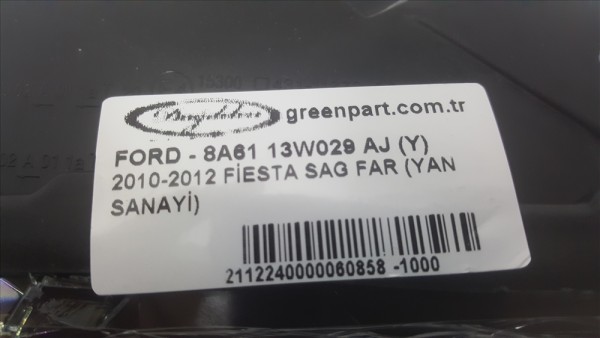 greenpart.com.tr
FORD - 8A61 13W029 AJ (Y)
2010-2012 FİESTA SAG FAR (YAN
SANAYİ)
2112240000060858 -1000